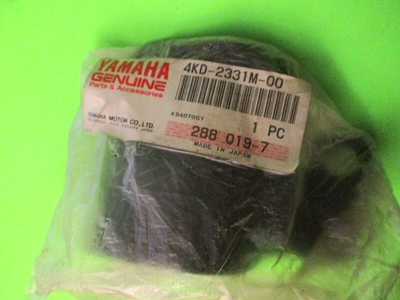 YAMAHA
GENUINE
Parts & Accessories
4KD-2331M-00
1 PC
YAMAHA MOTOR CO., LTD.
288 019-7
MADE IN JAPAN